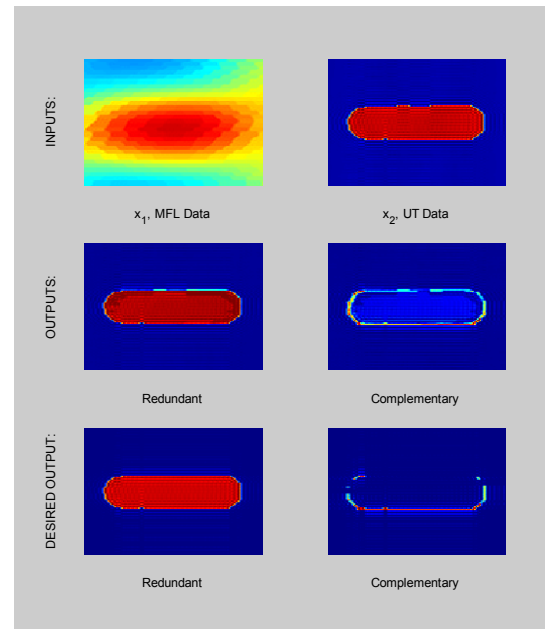 INPUTS:
x1, MFL Data
x2, UT Data
OUTPUTS:
Redundant
Complementary
DESIRED OUTPUT:
Redundant
Complementary